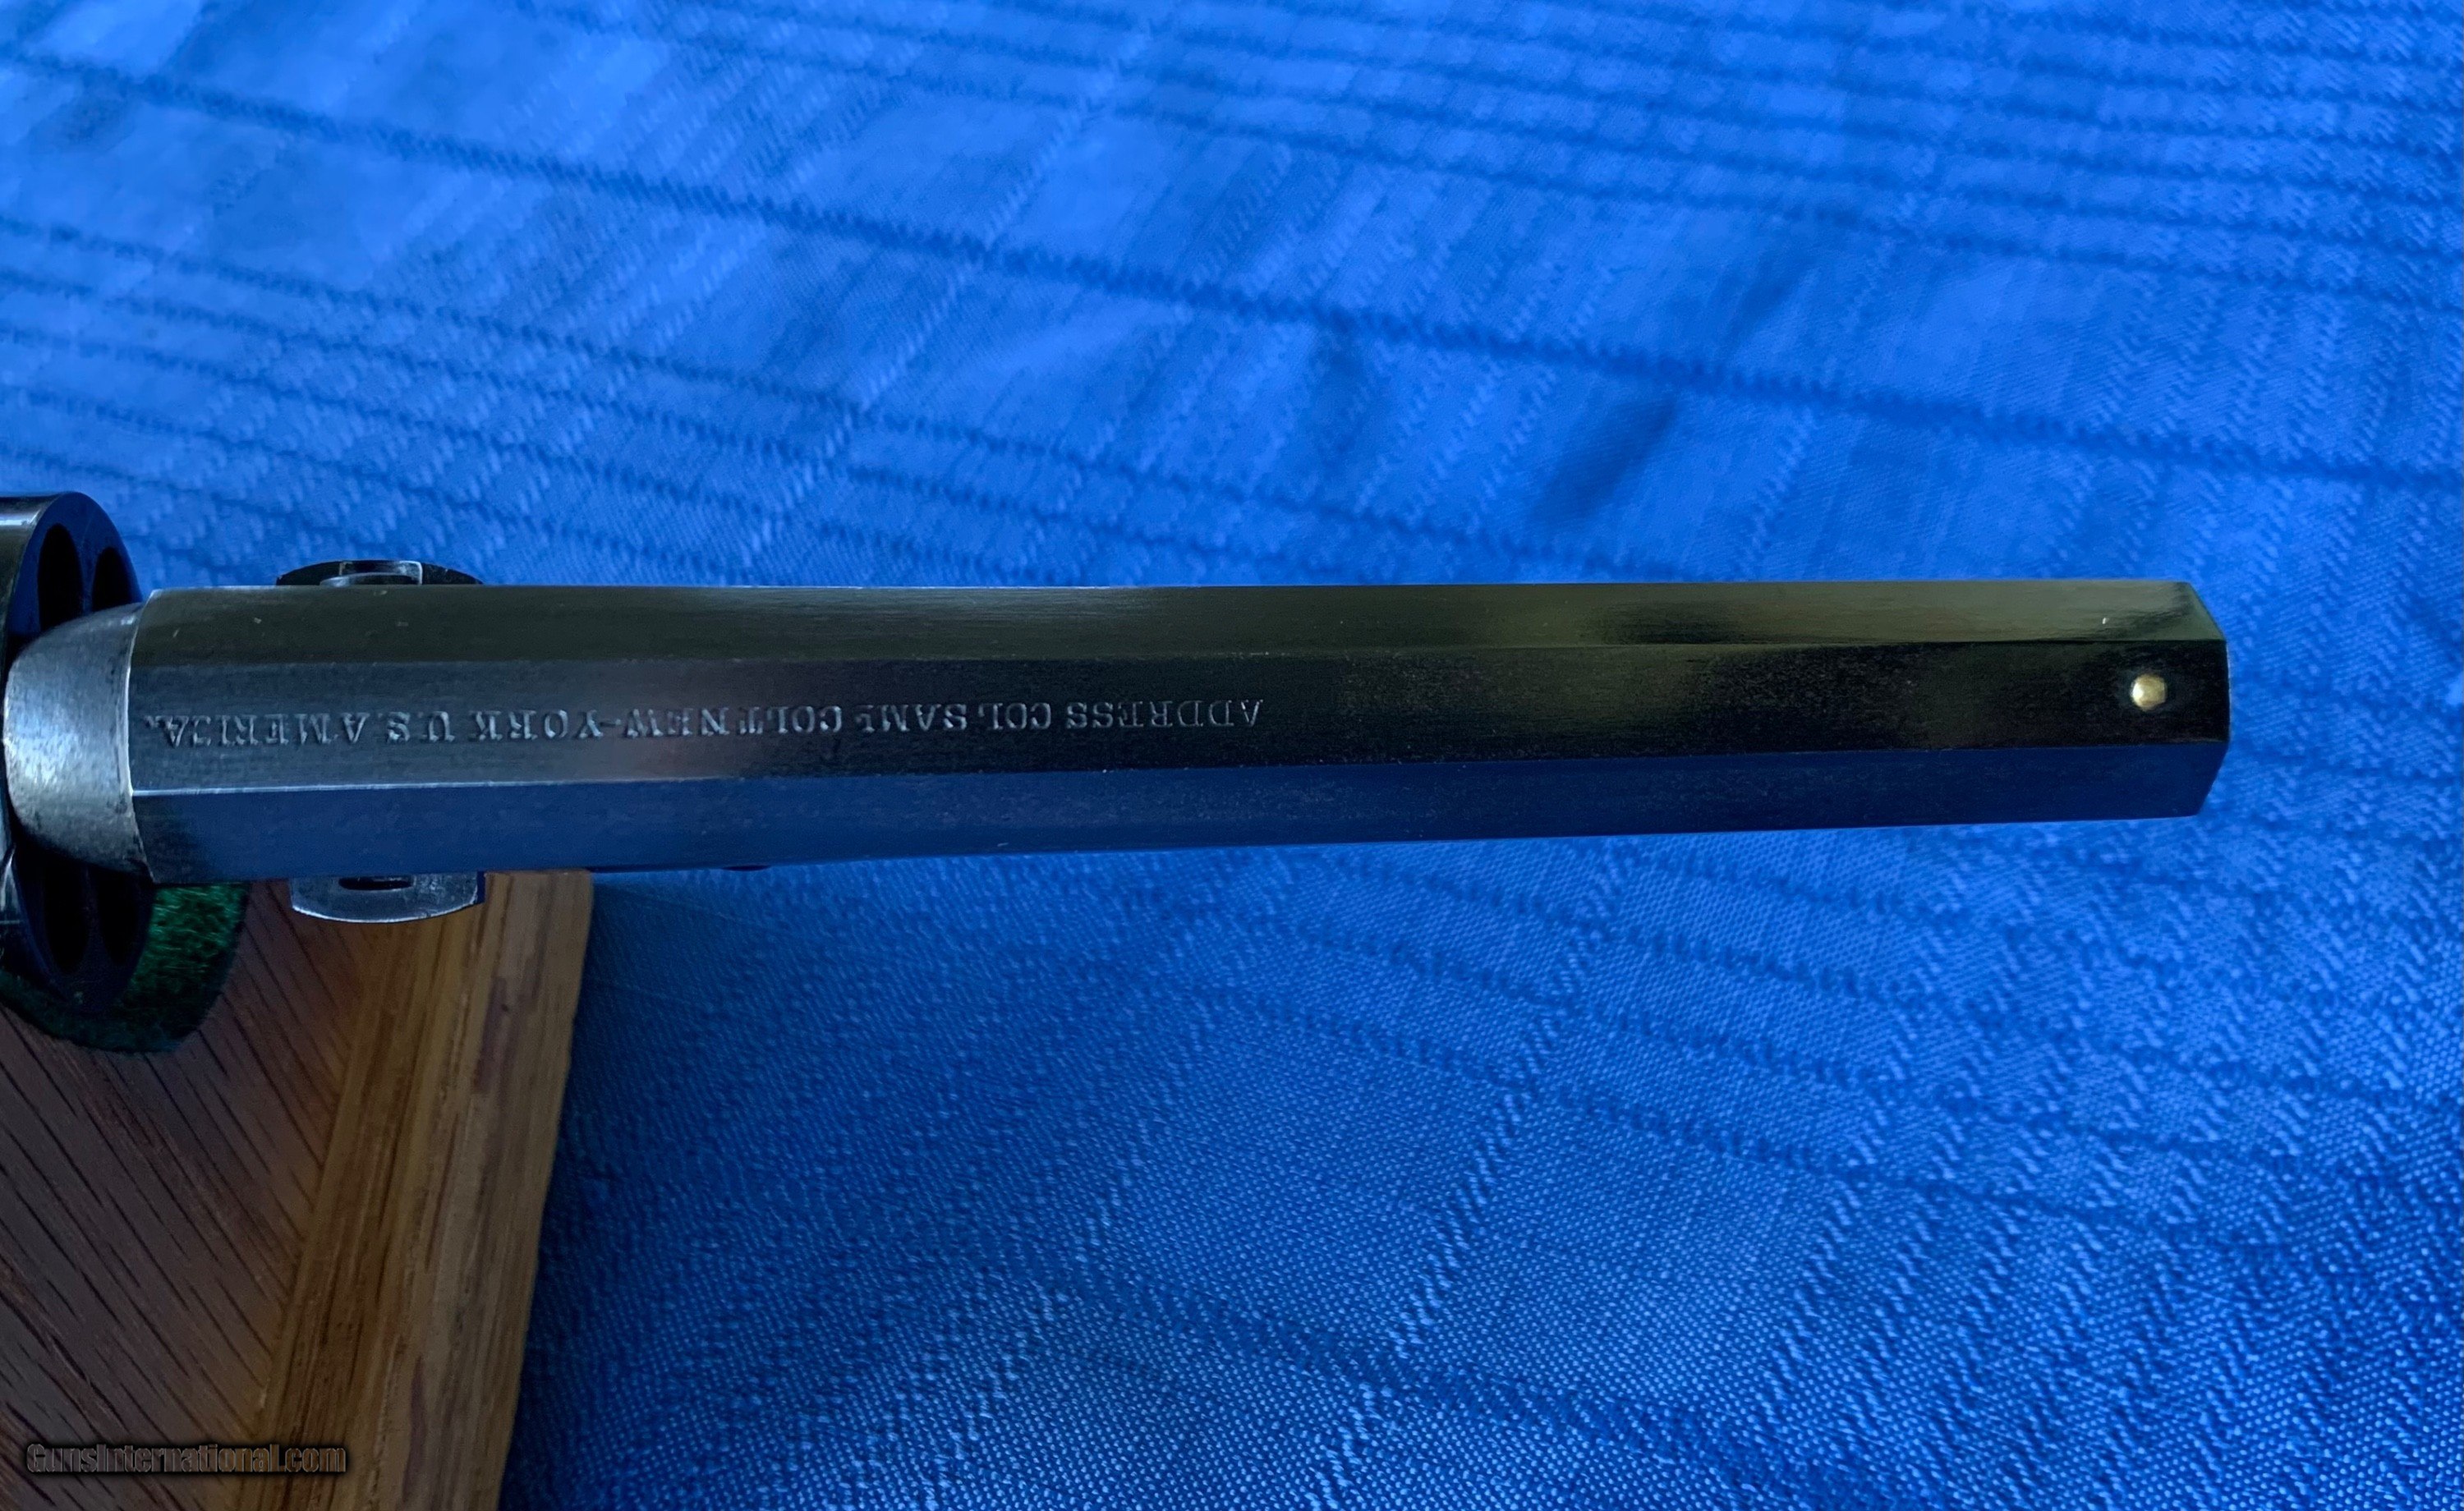 ADDRESS COL. SAML COLT NEW-YORK U.S. AMERICA.
GunsInternational.com